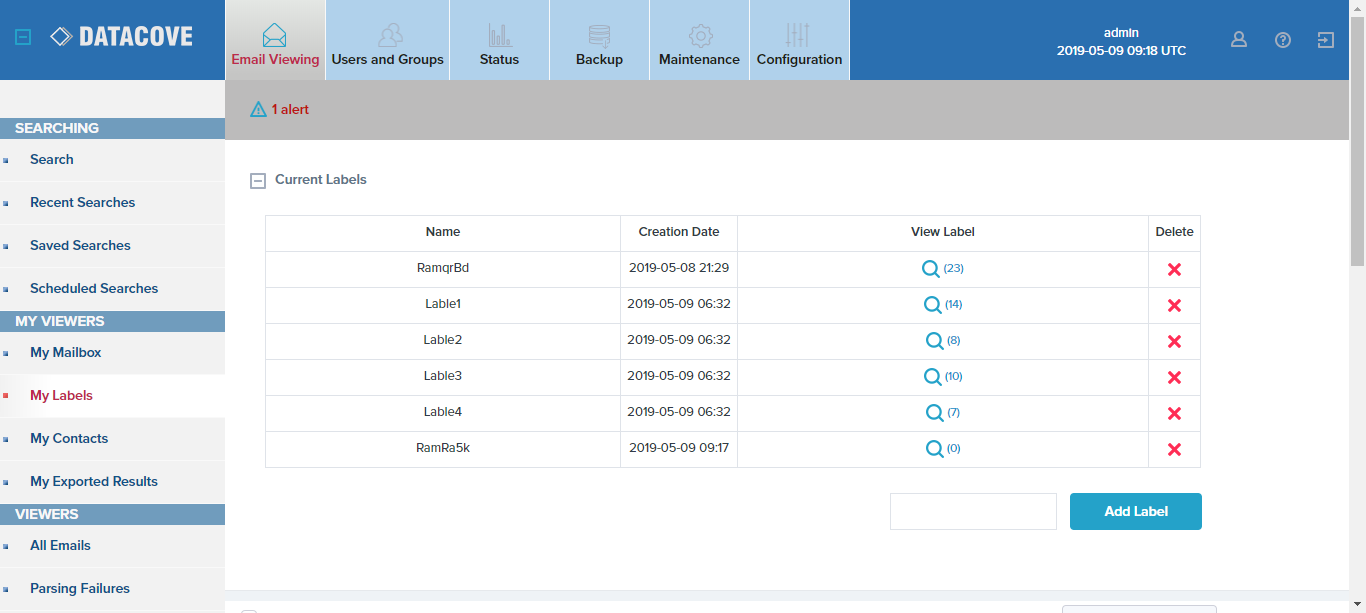 DATACOVE
Email Viewing
Users and Groups
Status
Backup
Maintenance
Configuration
admin
2019-05-09 09:18 UTC
1 alert
SEARCHING
Search
Recent Searches
Saved Searches
Scheduled Searches
MY VIEWERS
My Mailbox
My Labels
My Contacts
My Exported Results
VIEWERS
All Emails
Parsing Failures
Current Labels
Name Creation Date View Label Delete
RamqrBd 2019-05-08 21:29 (23)
Lable1 2019-05-09 06:32 (14)
Lable2 2019-05-09 06:32 (8)
Lable3 2019-05-09 06:32 (10)
Lable4 2019-05-09 06:32 (7)
RamRa5k 2019-05-09 09:17 (0)
Add Label